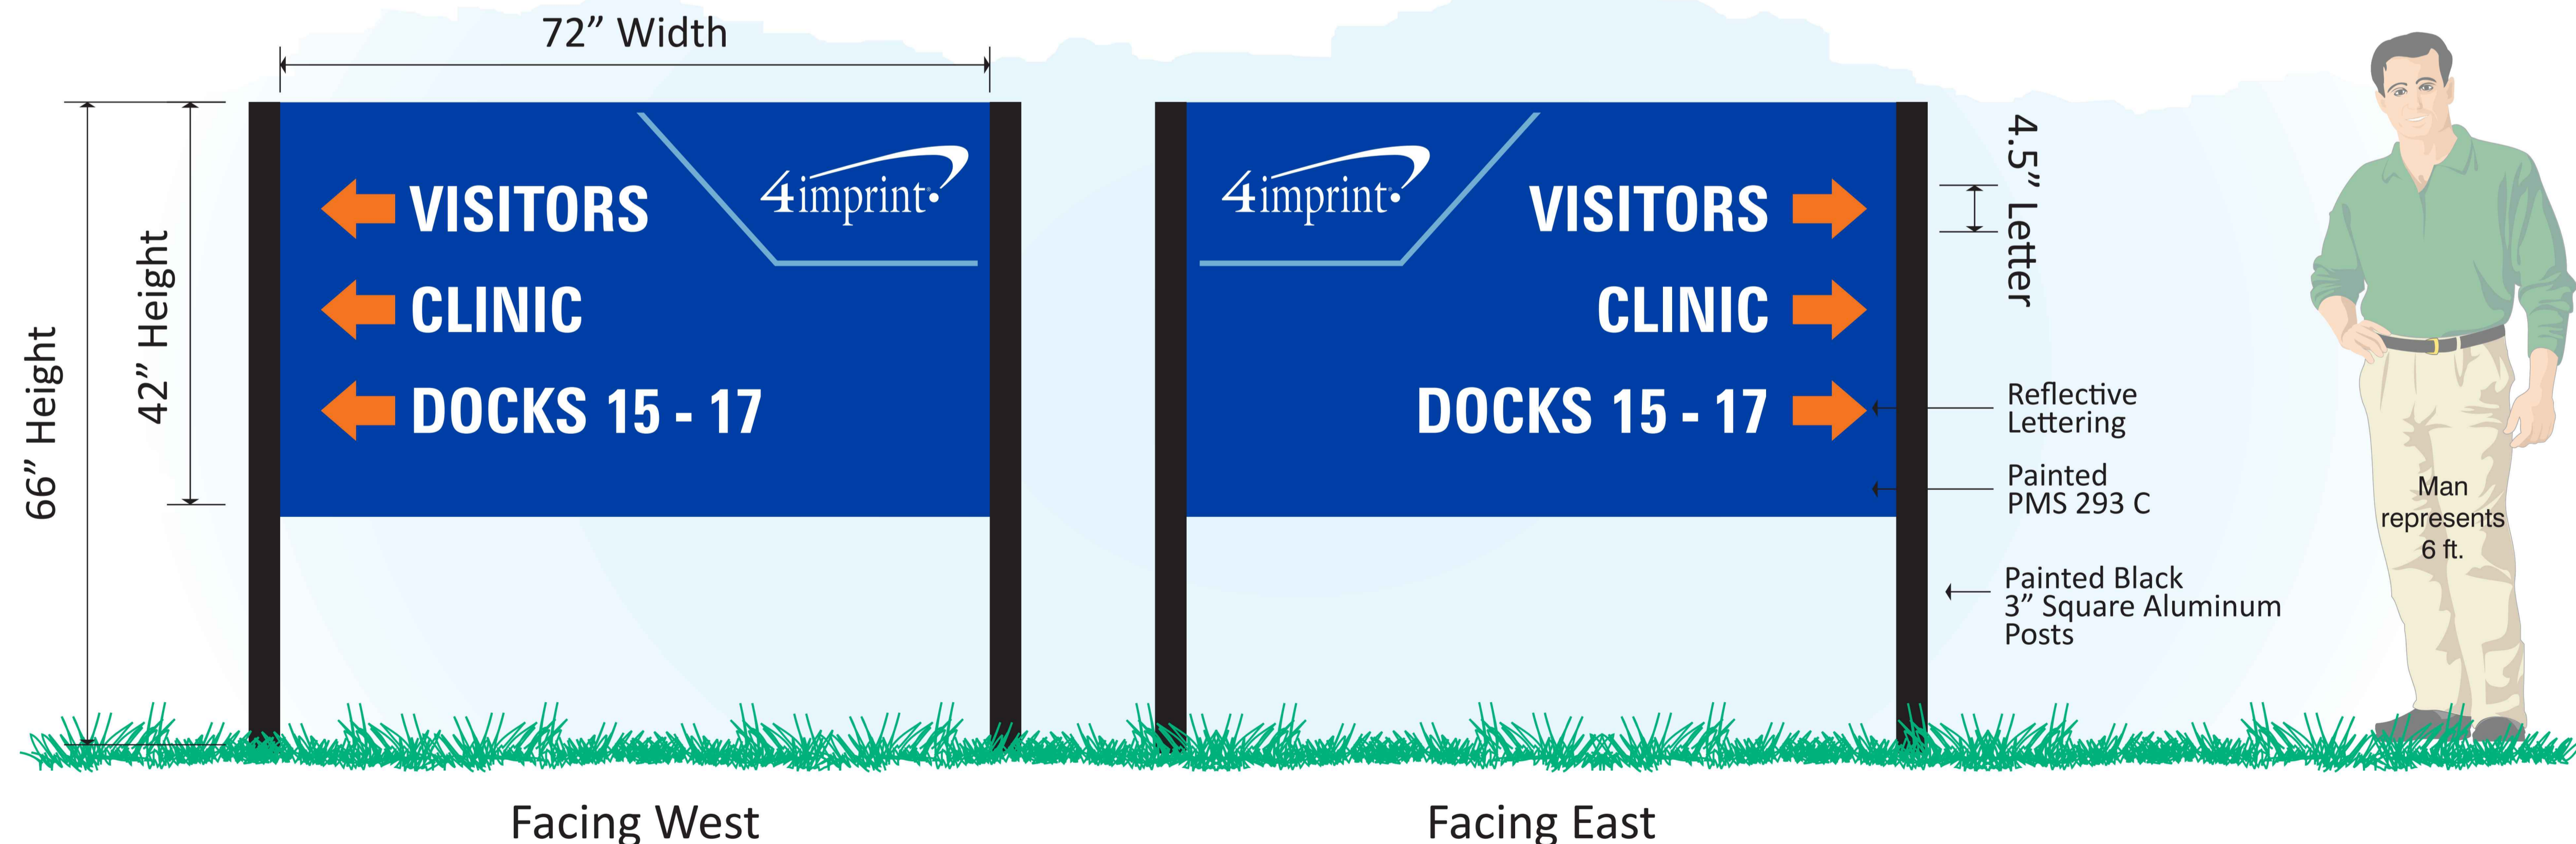 72” Width
66” Height
42” Height
VISITORS
CLINIC
DOCKS 15 - 17
4imprint
4imprint
VISITORS
CLINIC
DOCKS 15 - 17
4.5” Letter
Reflective
Lettering
Painted
PMS 293 C
Painted Black
3” Square Aluminum
Posts
Man
represents
6 ft.
Facing West
Facing East